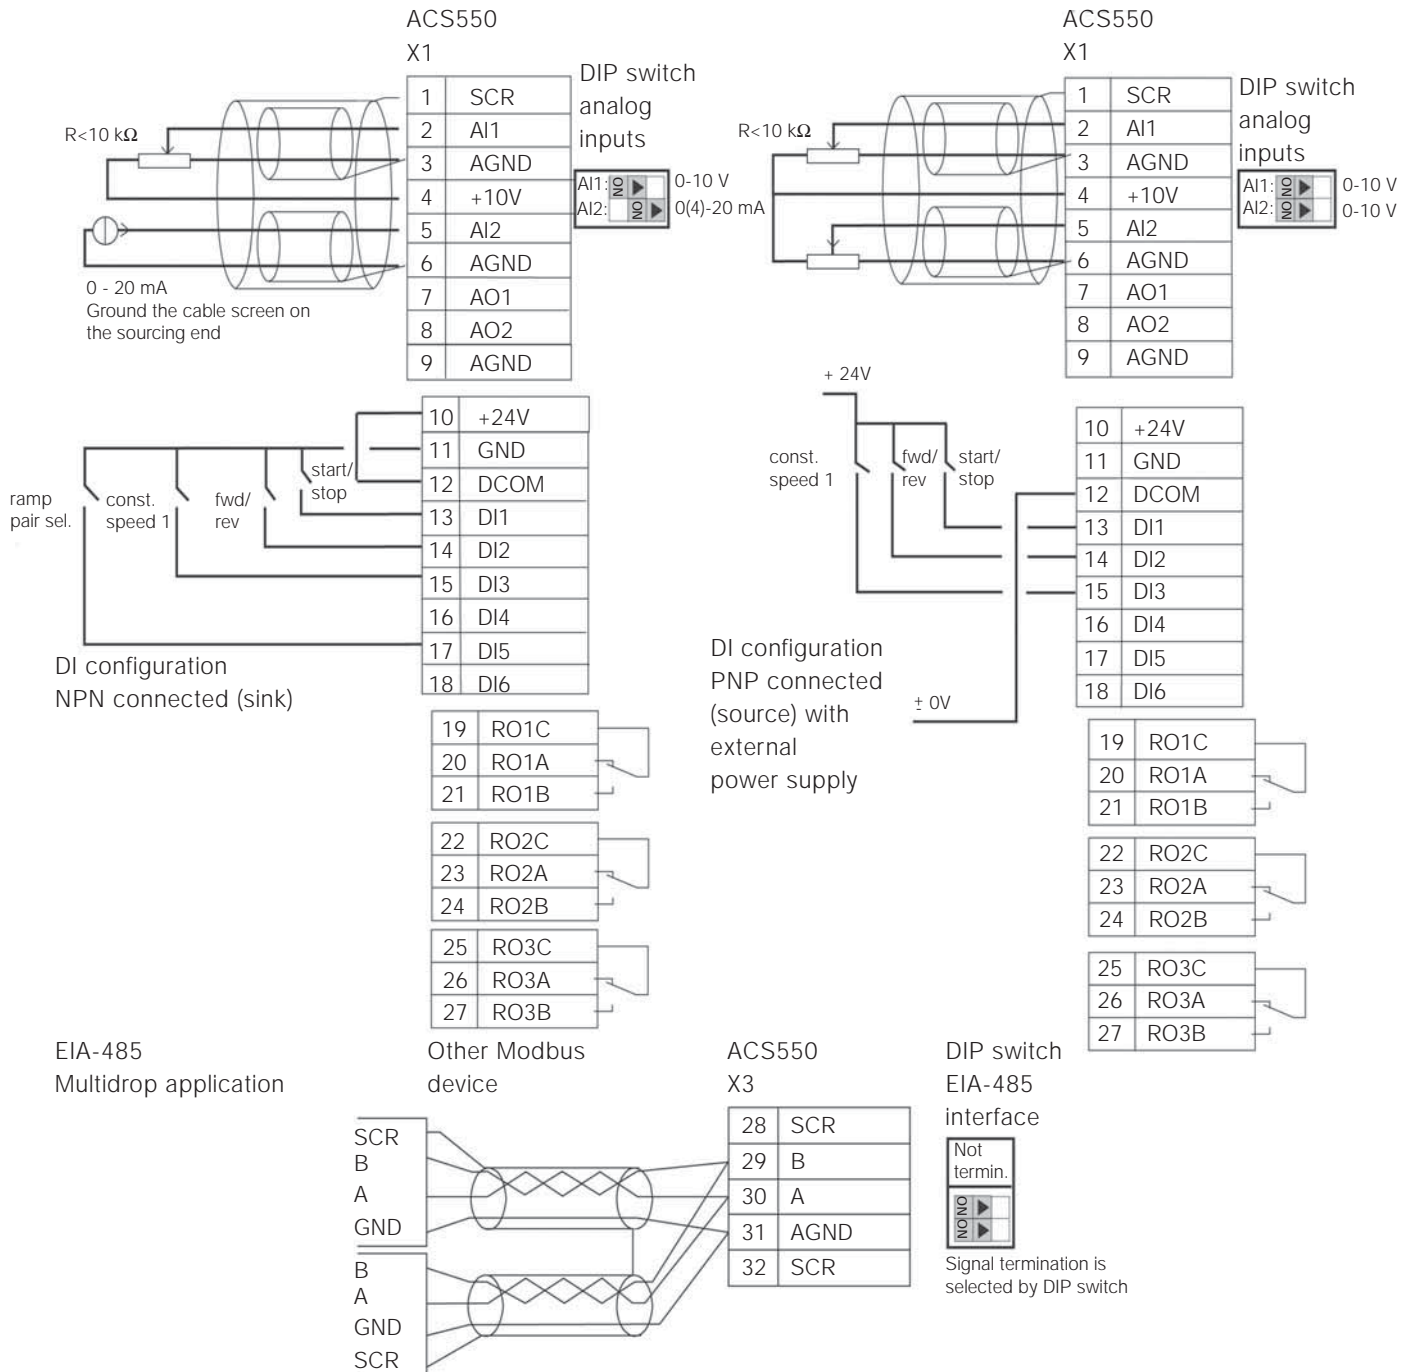 ACS550
X1
DIP switch
analog
inputs
R<10 kΩ
1 SCR
2 AI1
3 AGND
4 +10V
5 AI2
6 AGND
7 AO1
8 AO2
9 AGND
AI1: ON 0-10 V
AI2: ON 0(4)-20 mA
0 - 20 mA
Ground the cable screen on
the sourcing end
10 +24V
11 GND
12 DCOM
13 DI1
14 DI2
15 DI3
16 DI4
17 DI5
18 DI6
ramp
pair sel.
const.
speed 1
fwd/
rev
start/
stop
DI configuration
NPN connected (sink)
19 RO1C
20 RO1A
21 RO1B
22 RO2C
23 RO2A
24 RO2B
25 RO3C
26 RO3A
27 RO3B
ACS550
X1
DIP switch
analog
inputs
R<10 kΩ
1 SCR
2 AI1
3 AGND
4 +10V
5 AI2
6 AGND
7 AO1
8 AO2
9 AGND
AI1: ON 0-10 V
AI2: ON 0-10 V
+ 24V
const.
speed 1
fwd/
rev
start/
stop
10 +24V
11 GND
12 DCOM
13 DI1
14 DI2
15 DI3
16 DI4
17 DI5
18 DI6
DI configuration
PNP connected
(source) with
external
power supply
± 0V
19 RO1C
20 RO1A
21 RO1B
22 RO2C
23 RO2A
24 RO2B
25 RO3C
26 RO3A
27 RO3B
EIA-485
Multidrop application
Other Modbus
device
SCR
B
A
GND
B
A
GND
SCR
ACS550
X3
28 SCR
29 B
30 A
31 AGND
32 SCR
DIP switch
EIA-485
interface
Not
termin.
ON
ON
Signal termination is
selected by DIP switch